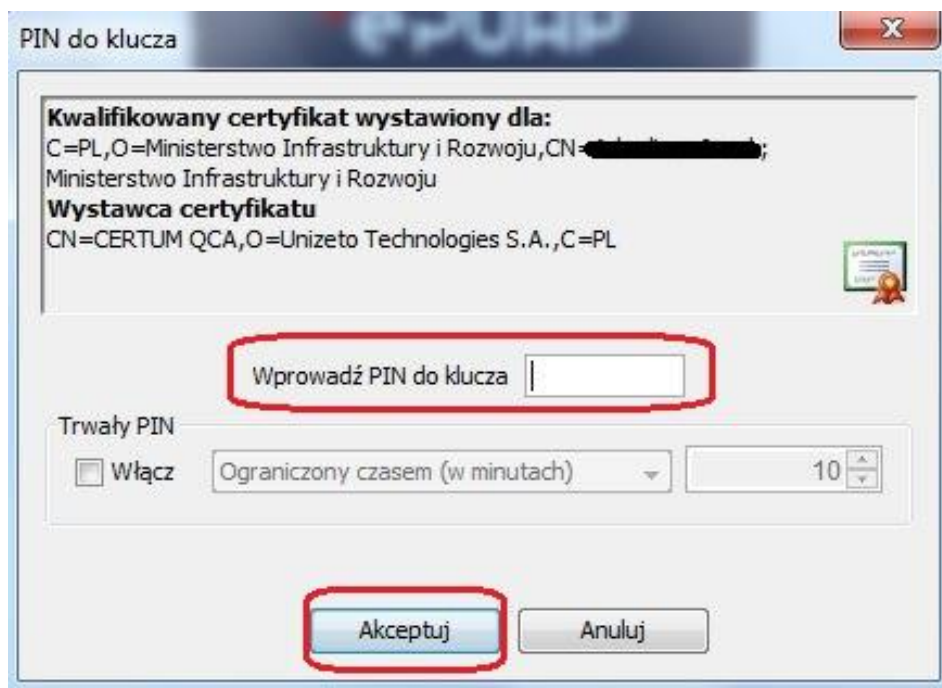 ePUAP
PIN do klucza
Kwalifikowany certyfikat wystawiony dla:
C=PL,O=Ministerstwo Infrastruktury i Rozwoju,CN=;
Ministerstwo Infrastruktury i Rozwoju
Wystawca certyfikatu
CN=CERTUM QCA,O=Unizeto Technologies S.A.,C=PL
Wprowadź PIN do klucza
Trwały PIN
Włącz Ograniczony czasem (w minutach) 10
Akceptuj Anuluj